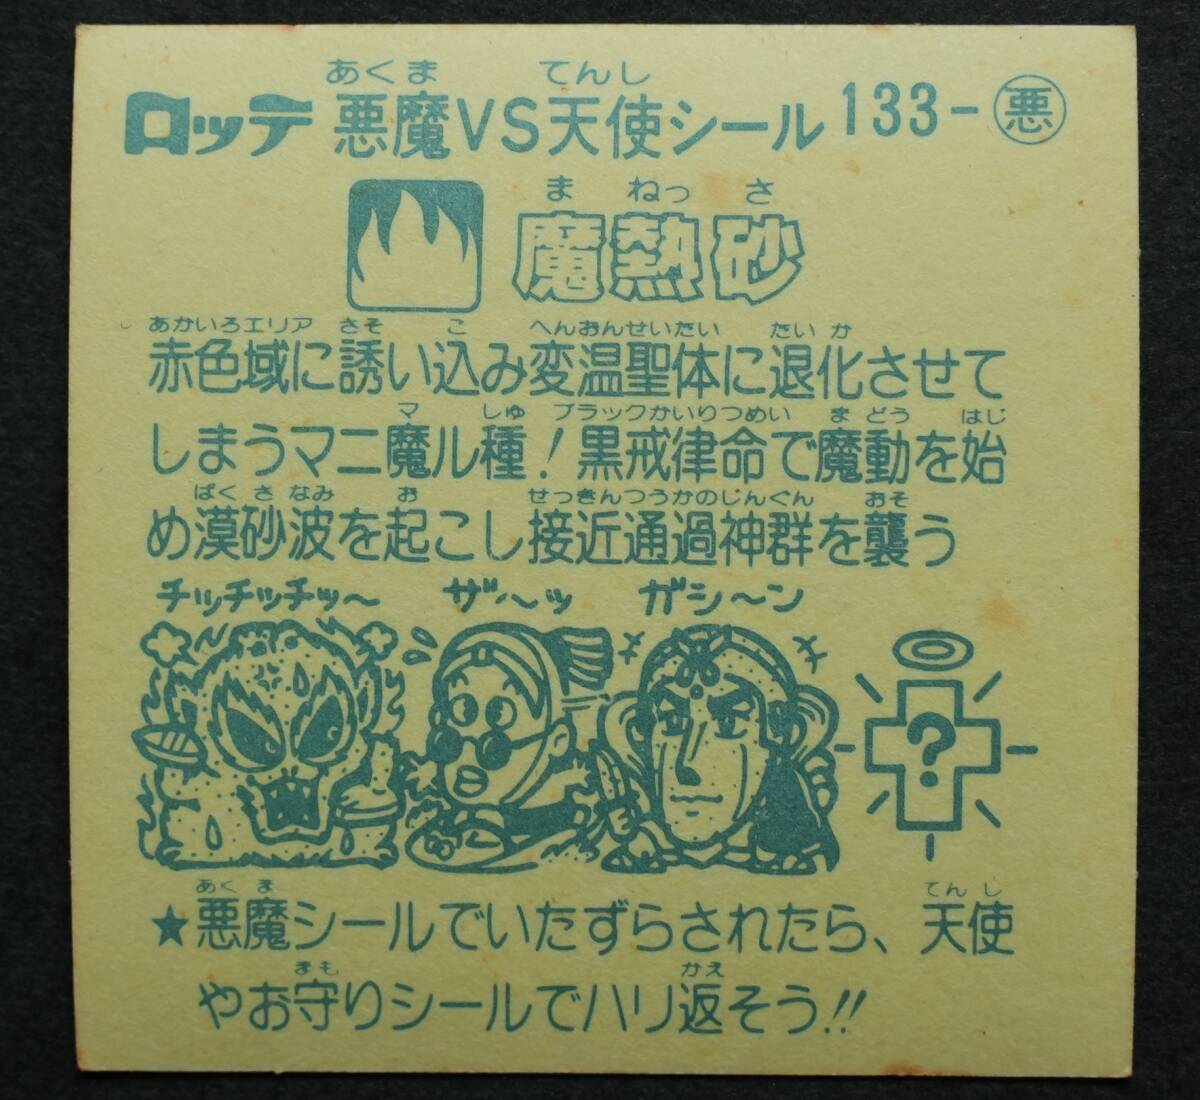 あくま てんし
ロッテ 悪魔VS天使シール 133-悪
ま ねっ さ
魔熱砂
あかいろエリア さそ こ へんおんせいたい たい か
赤色域に誘い込み変温聖体に退化させて
マ しゅ ブラックかいりつめい ま どう はじ
しまうマニ魔ル種!黒戒律命で魔動を始
ばく さ なみ お せっきんつうかのじんぐん おそ
め漠砂波を起こし接近通過神群を襲う
チッチッチッ〜 ザ〜ッ ガシ〜ン
?
あく ま てん し
★悪魔シールでいたずらされたら、天使
まも かえ
やお守りシールでハリ返そう!!